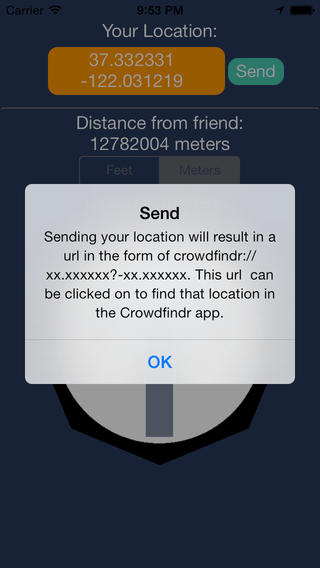 Carrier 9:53 PM
Your Location:
37.332331
-122.031219
Send
Distance from friend:
12782004 meters
Feet Meters
Send
Sending your location will result in a
url in the form of crowdfindr://
xx.xxxxxx?-xx.xxxxxx. This url  can
be clicked on to find that location in
the Crowdfindr app.
OK